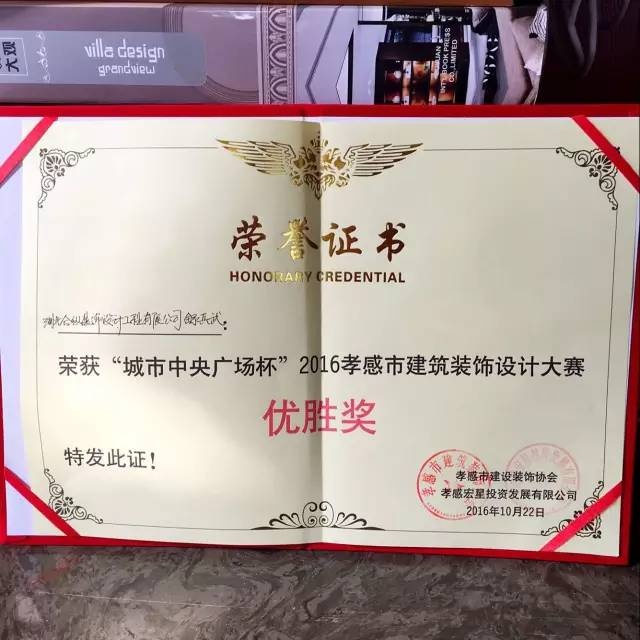 villa design
grandview
荣誉证书
HONORARY CREDENTIAL
荣获“城市中央广场杯”2016孝感市建筑装饰设计大赛
优胜奖
特发此证！
孝感市建设装饰协会
孝感宏星投资发展有限公司
2016年10月22日